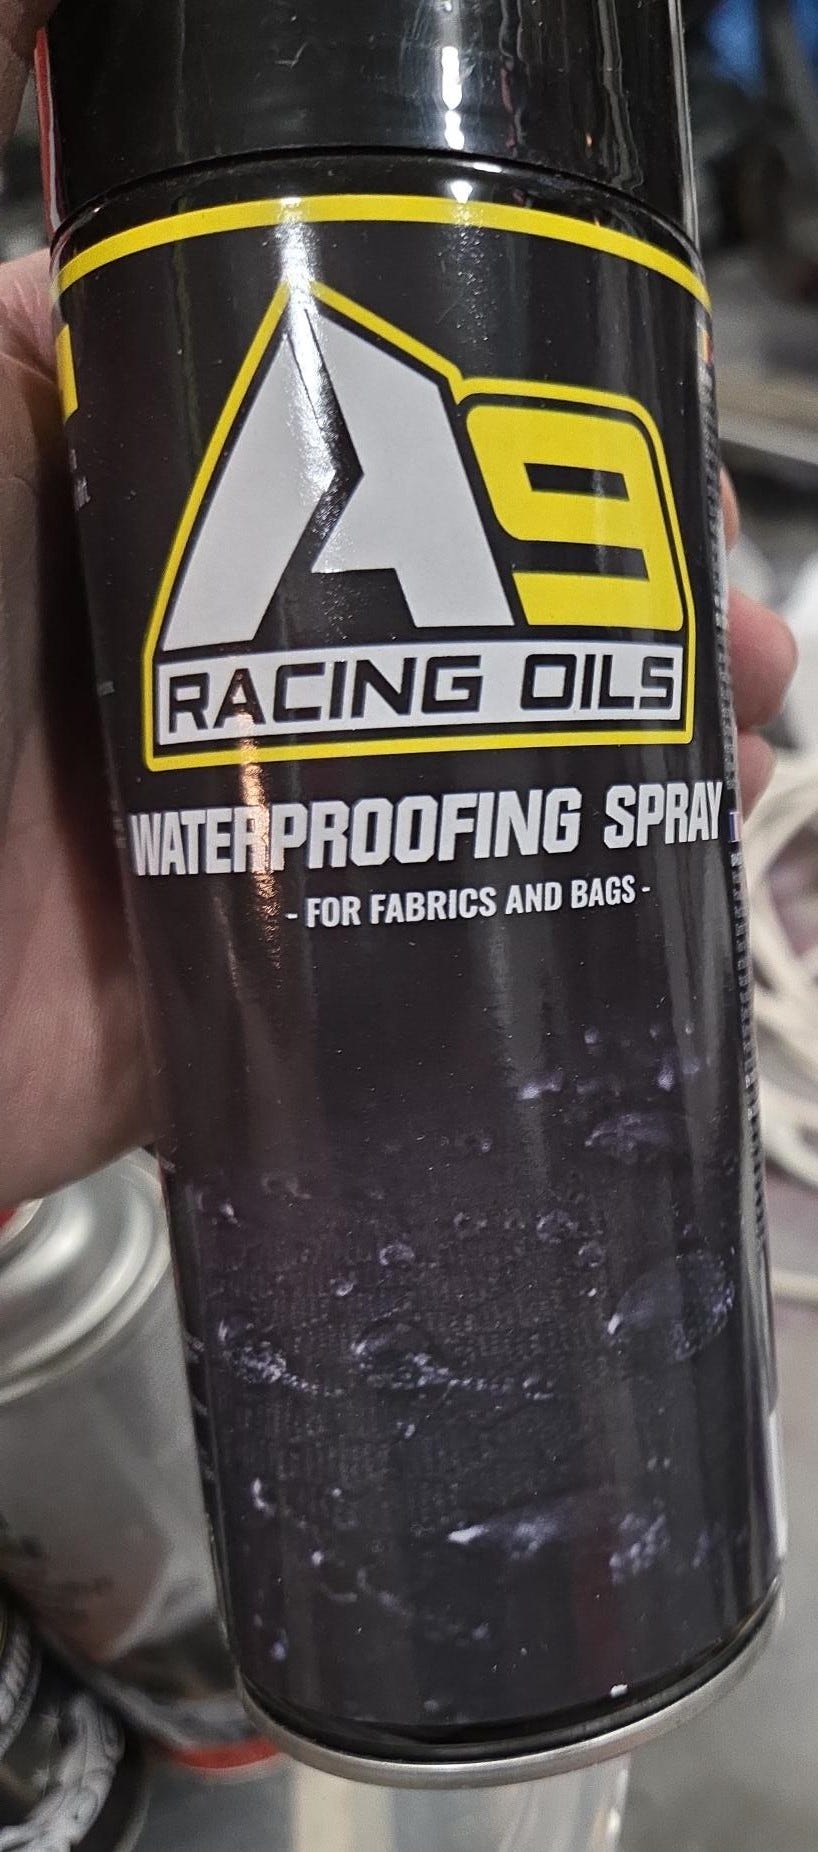 A9
RACING OILS
WATERPROOFING SPRAY
- FOR FABRICS AND BAGS -